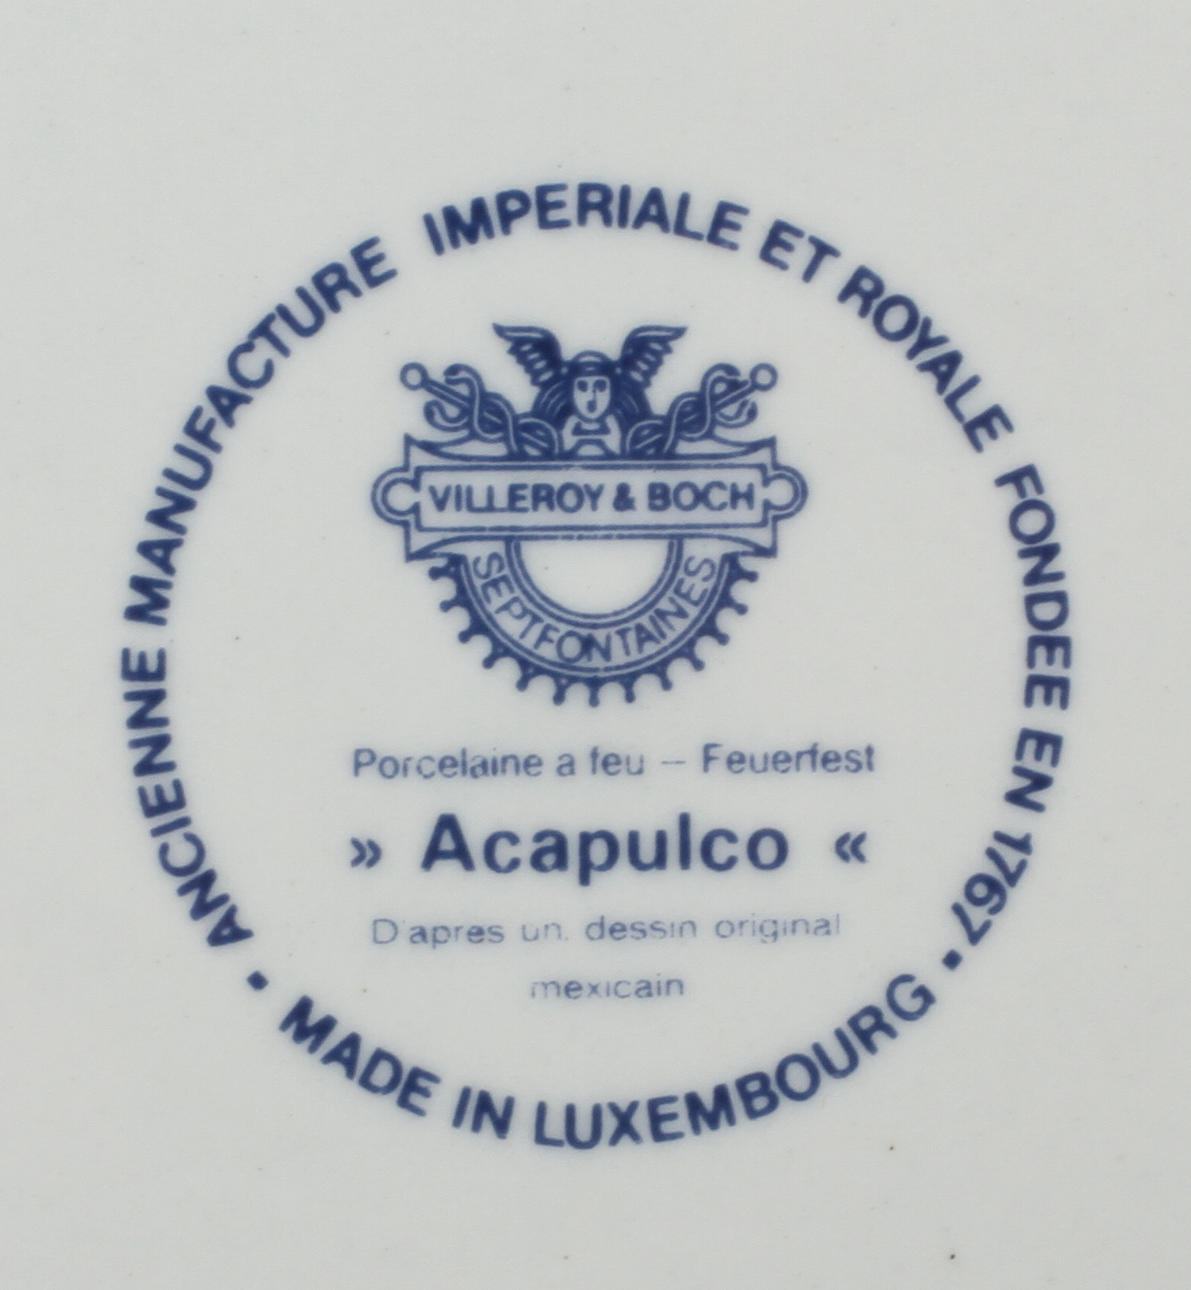 ANCIENNE MANUFACTURE IMPERIALE ET ROYALE FONDEE EN 1767 •
VILLEROY & BOCH
SEPTFONTAINES
Porcelaine a feu – Feuerfest
» Acapulco «
D'apres un. dessin original
mexicain
• MADE IN LUXEMBOURG